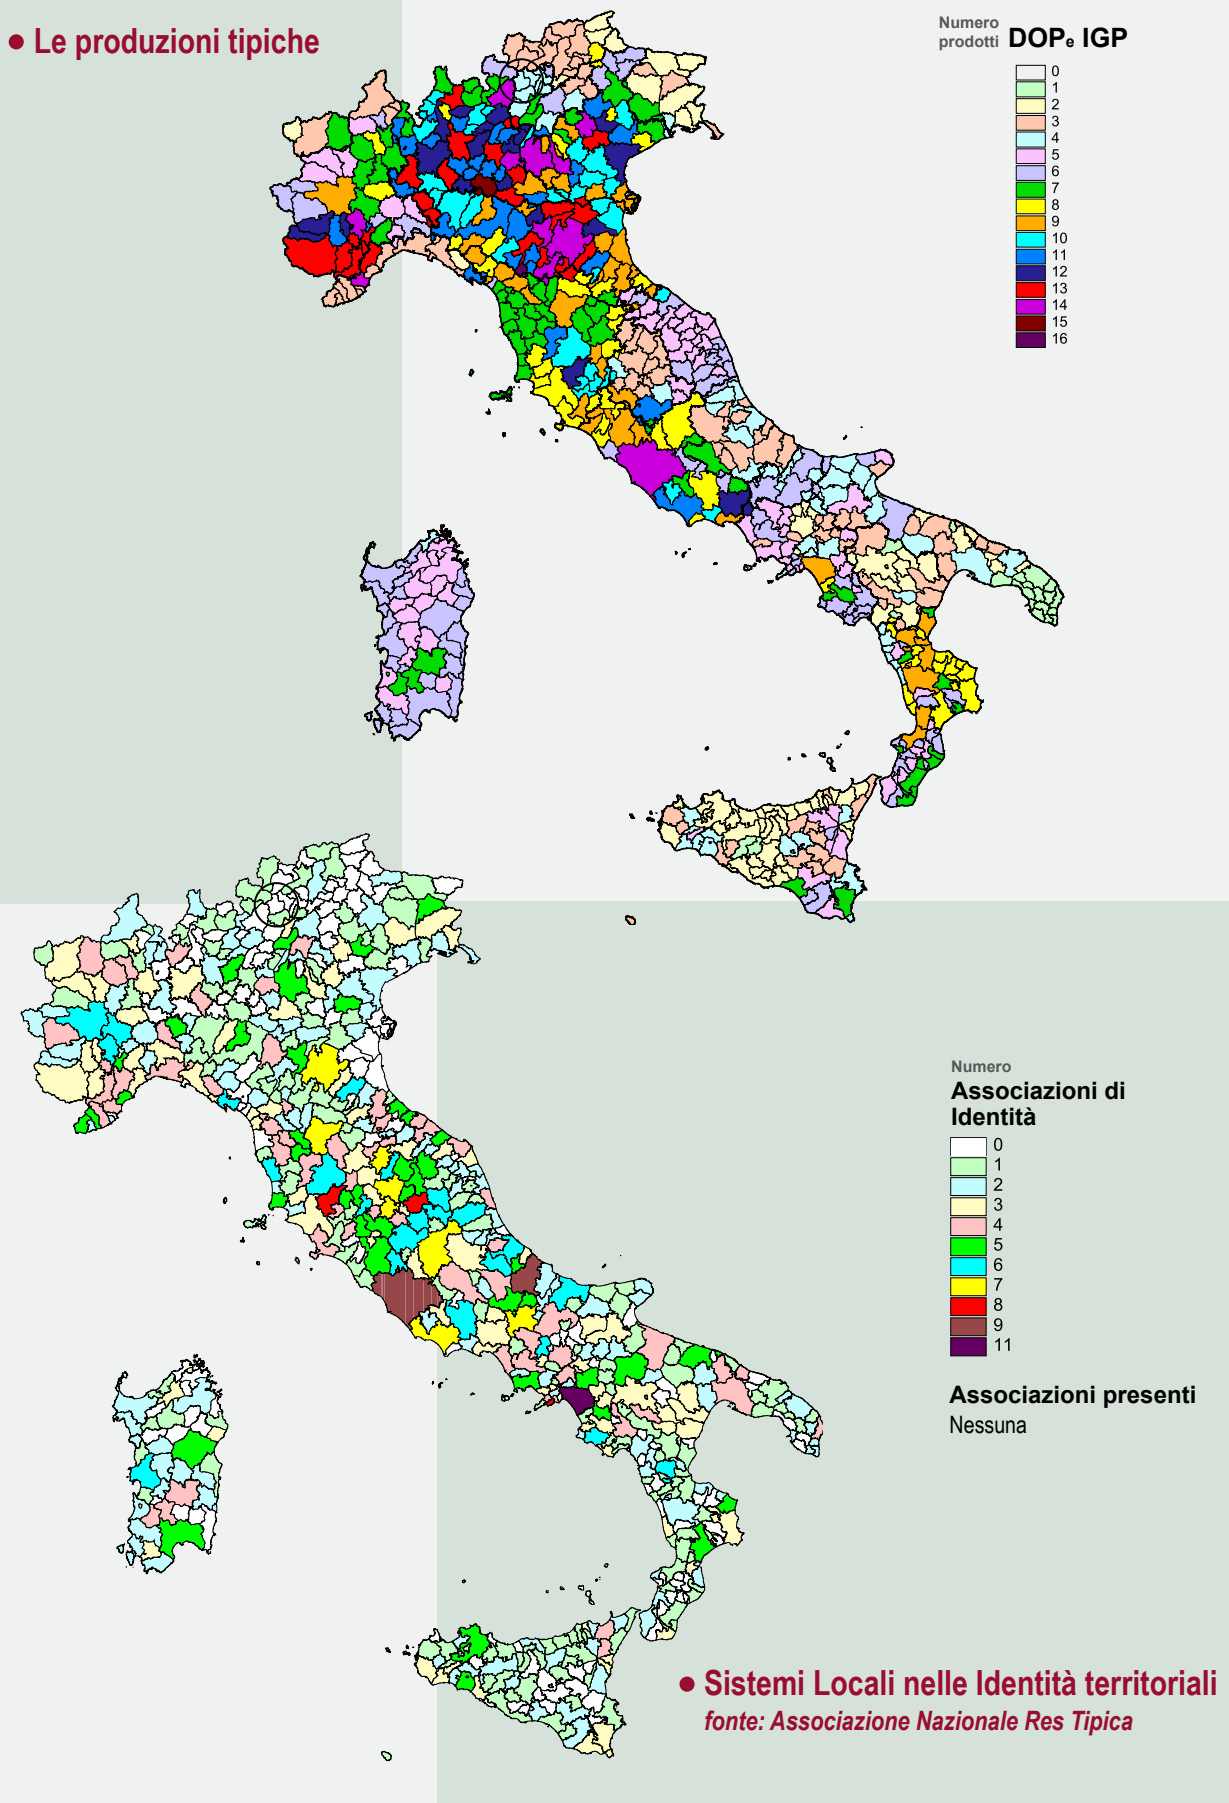 • Le produzioni tipiche
Numero
prodotti DOPe IGP
0
1
2
3
4
5
6
7
8
9
10
11
12
13
14
15
16
Numero
Associazioni di
Identità
0
1
2
3
4
5
6
7
8
9
11
Associazioni presenti
Nessuna
• Sistemi Locali nelle Identità territoriali
fonte: Associazione Nazionale Res Tipica